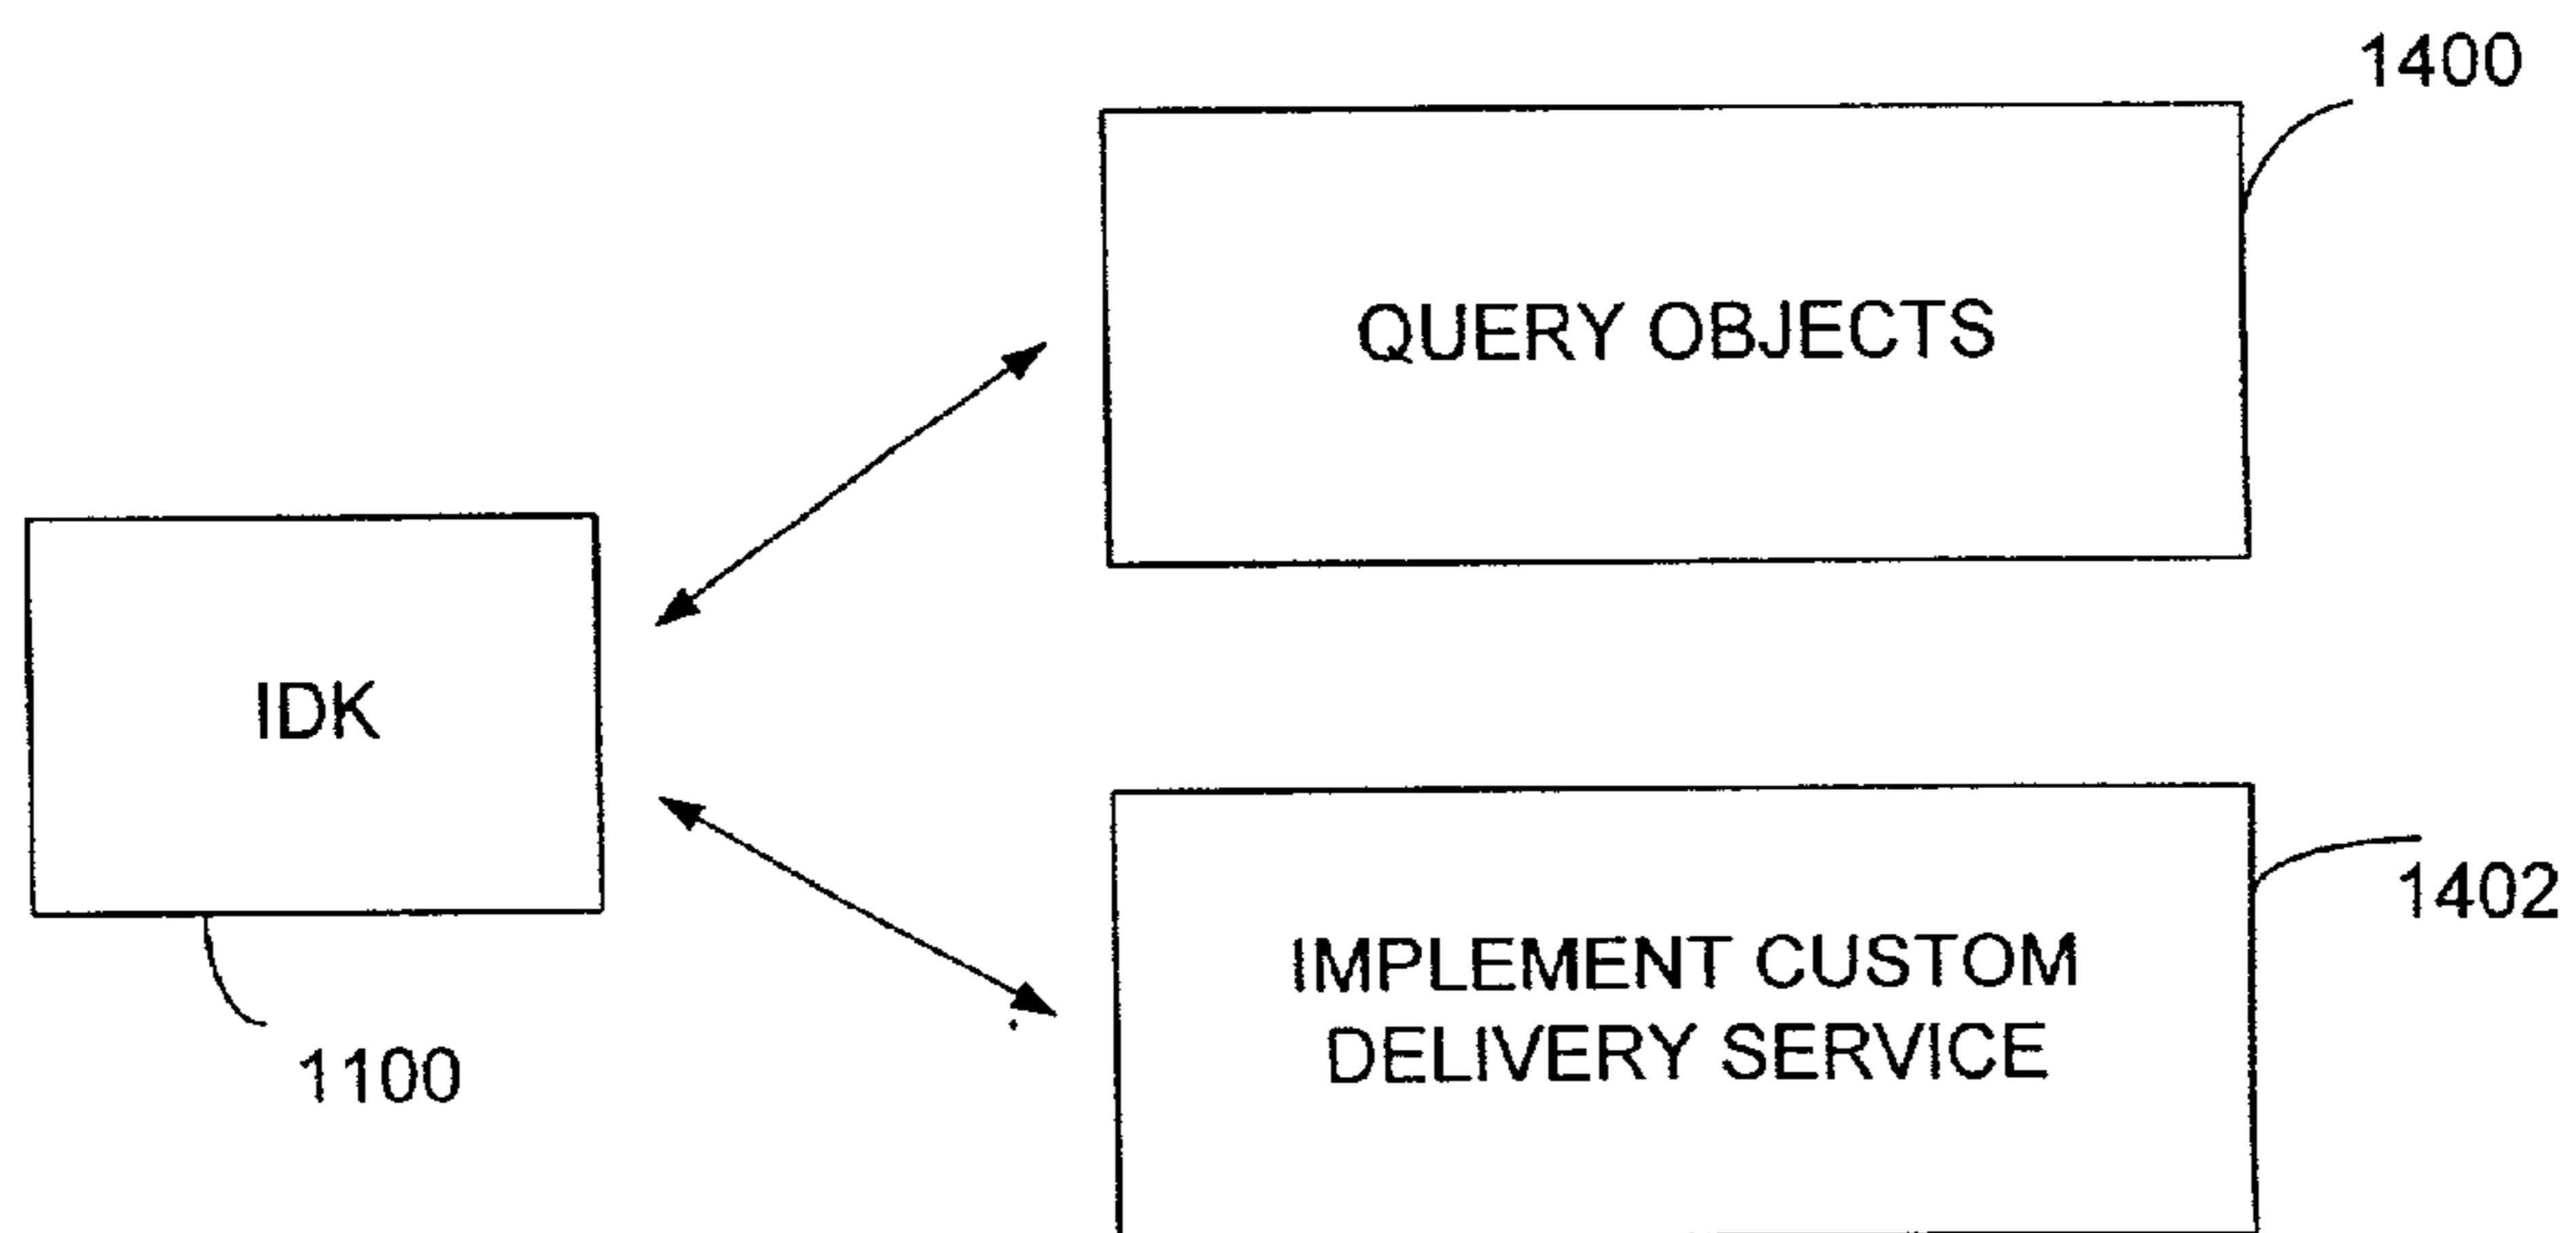 1400
QUERY OBJECTS
IDK
1100
1402
IMPLEMENT CUSTOM
DELIVERY SERVICE